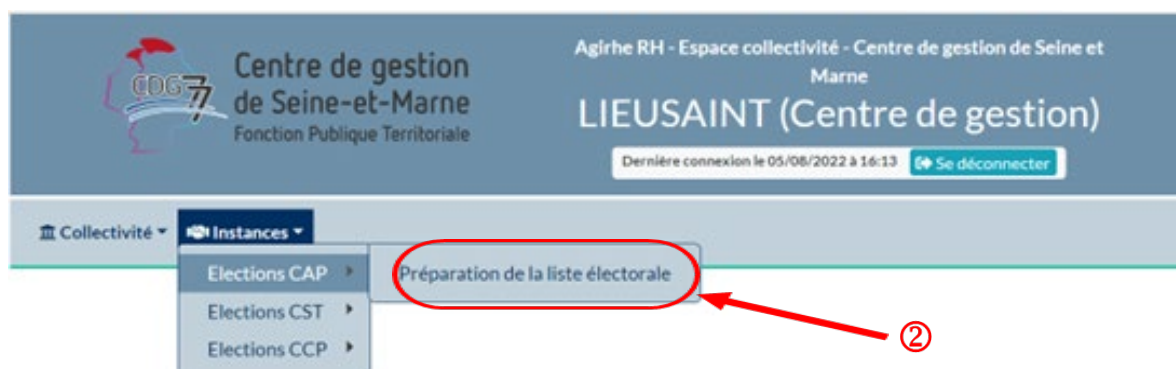 CDG77
Centre de gestion
de Seine-et-Marne
Fonction Publique Territoriale
Agirhe RH - Espace collectivité - Centre de gestion de Seine et
Marne
LIEUSAINT (Centre de gestion)
Dernière connexion le 05/08/2022 à 16:13 Se déconnecter
Collectivité Instances
Elections CAP Préparation de la liste électorale
Elections CST
Elections CCP
②